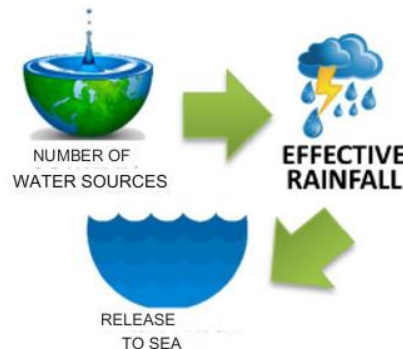 NUMBER OF
WATER SOURCES
EFFECTIVE
RAINFALL
RELEASE
TO SEA